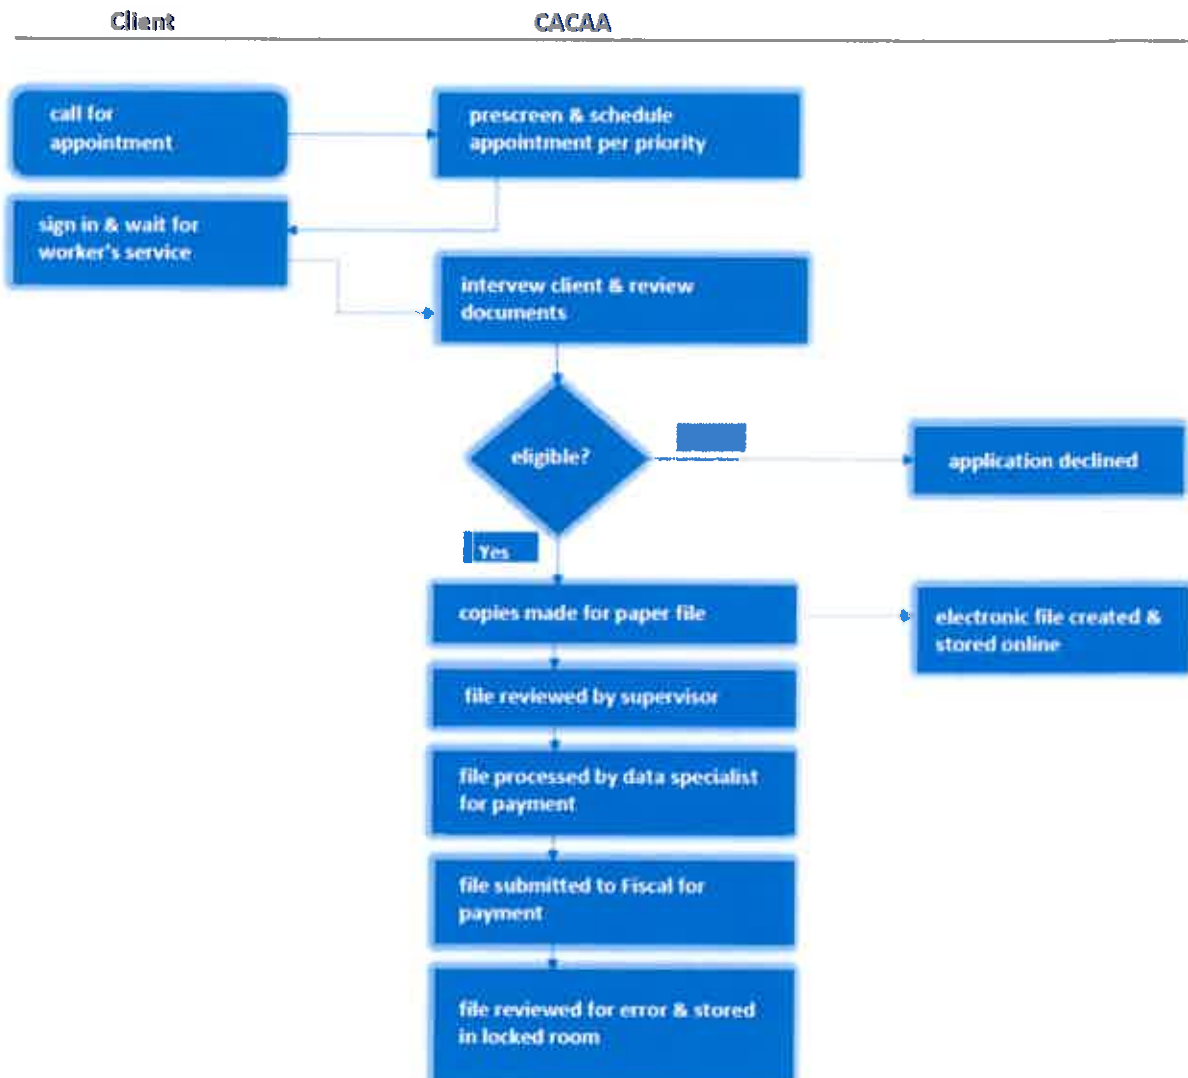 Client
CACAA
call for
appointment
prescreen & schedule
appointment per priority
sign in & wait for
worker's service
intervew client & review
documents
eligible?
application declined
Yes
copies made for paper file
electronic file created &
stored online
file reviewed by supervisor
file processed by data specialist
for payment
file submitted to Fiscal for
payment
file reviewed for error & stored
in locked room